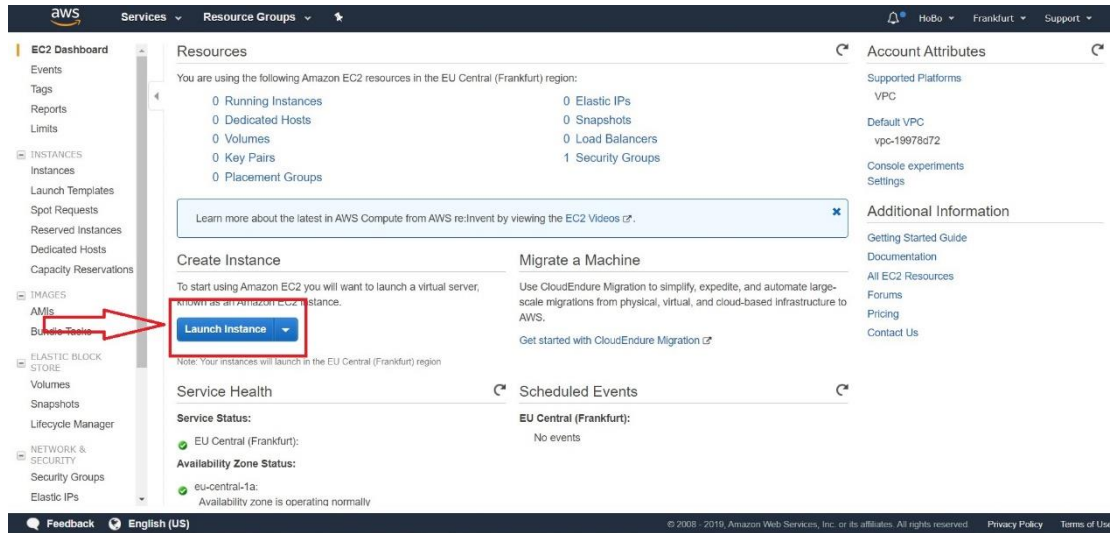 aws
Services
Resource Groups
HoBo
Frankfurt
Support
EC2 Dashboard
Events
Tags
Reports
Limits
INSTANCES
Instances
Launch Templates
Spot Requests
Reserved Instances
Dedicated Hosts
Capacity Reservations
IMAGES
AMIs
Bundle Tasks
ELASTIC BLOCK
STORE
Volumes
Snapshots
Lifecycle Manager
NETWORK &
SECURITY
Security Groups
Elastic IPs
Resources
You are using the following Amazon EC2 resources in the EU Central (Frankfurt) region:
0 Running Instances
0 Dedicated Hosts
0 Volumes
0 Key Pairs
0 Placement Groups
0 Elastic IPs
0 Snapshots
0 Load Balancers
1 Security Groups
Learn more about the latest in AWS Compute from AWS re:Invent by viewing the EC2 Videos.
Create Instance
To start using Amazon EC2 you will want to launch a virtual server,
known as an Amazon EC2 instance.
Launch Instance
Note: Your instances will launch in the EU Central (Frankfurt) region
Migrate a Machine
Use CloudEndure Migration to simplify, expedite, and automate large-
scale migrations from physical, virtual, and cloud-based infrastructure to
AWS.
Get started with CloudEndure Migration
Service Health
Service Status:
EU Central (Frankfurt):
Availability Zone Status:
eu-central-1a:
Availability zone is operating normally
Scheduled Events
EU Central (Frankfurt):
No events
Account Attributes
Supported Platforms
VPC
Default VPC
vpc-19978d72
Console experiments
Settings
Additional Information
Getting Started Guide
Documentation
All EC2 Resources
Forums
Pricing
Contact Us
Feedback
English (US)
© 2008 - 2019, Amazon Web Services, Inc. or its affiliates. All rights reserved.
Privacy Policy
Terms of Use